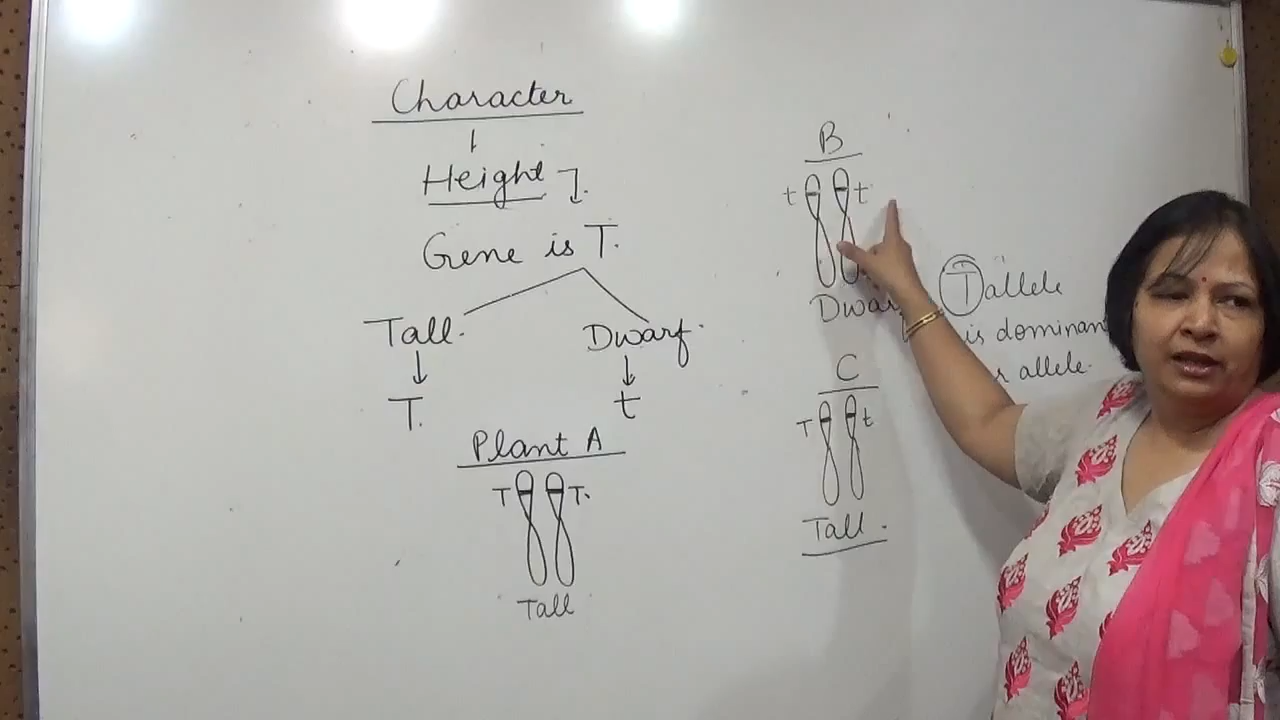 Character
Height
Gene is T.
Tall. Dwarf.
T. t
Plant A
T T.
Tall
B
t t
Dwar
C
T t
Tall.
T allele
is dominan
allele.